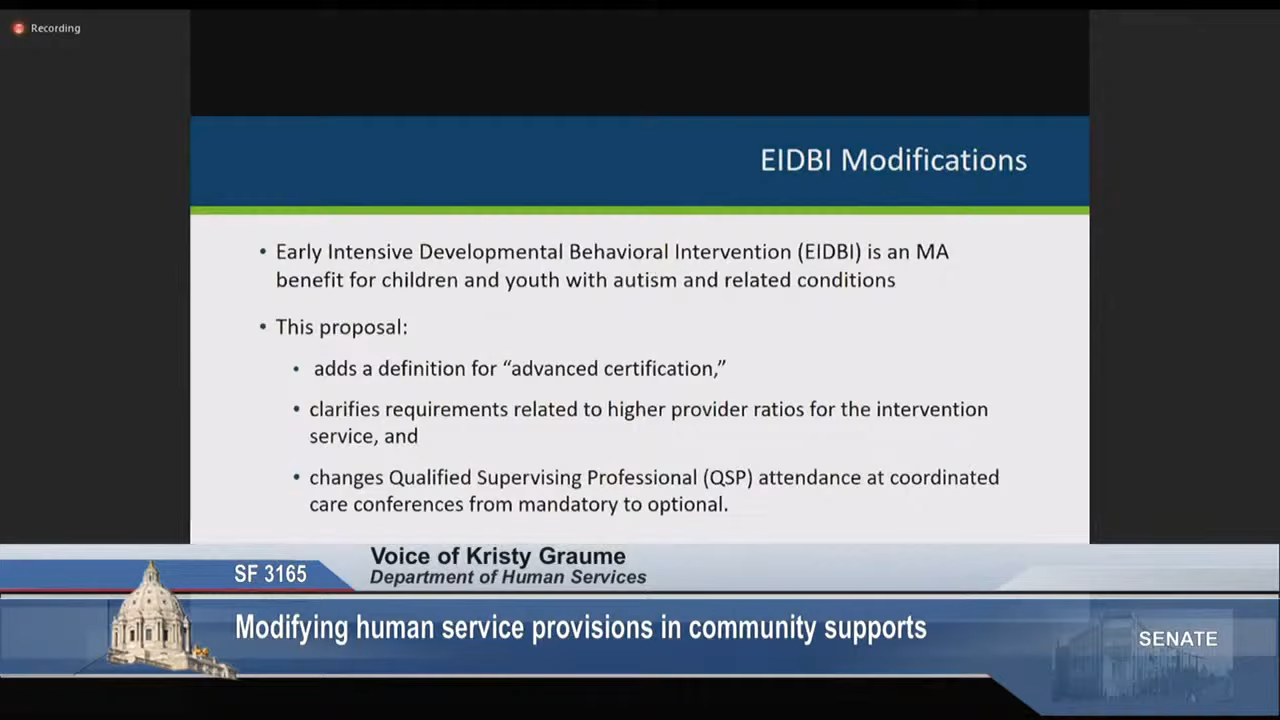 Recording
EIDBI Modifications
• Early Intensive Developmental Behavioral Intervention (EIDBI) is an MA
benefit for children and youth with autism and related conditions
• This proposal:
• adds a definition for “advanced certification,”
• clarifies requirements related to higher provider ratios for the intervention
service, and
• changes Qualified Supervising Professional (QSP) attendance at coordinated
care conferences from mandatory to optional.
Voice of Kristy Graume
SF 3165
Department of Human Services
Modifying human service provisions in community supports
SENATE